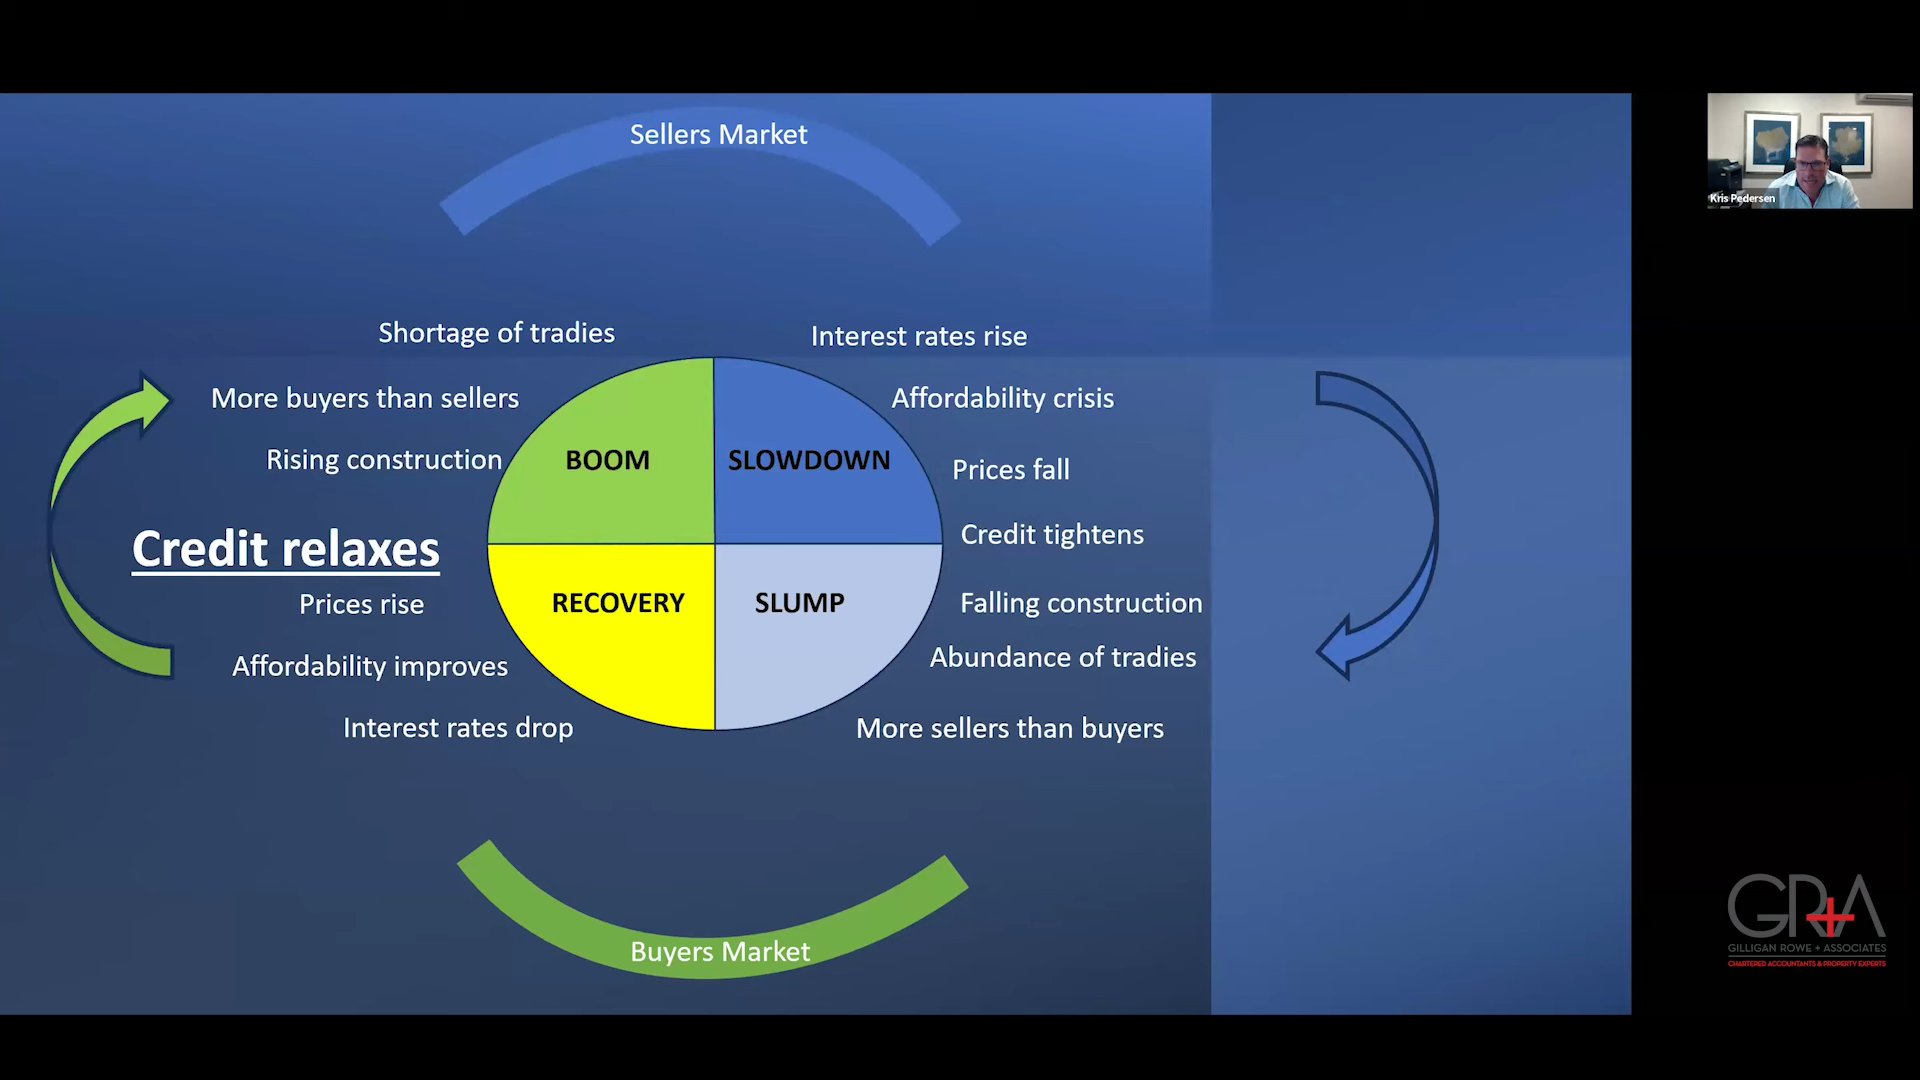 Sellers Market
Shortage of tradies
Interest rates rise
More buyers than sellers
Affordability crisis
Rising construction
BOOM
SLOWDOWN
Prices fall
Credit relaxes
Credit tightens
Prices rise
RECOVERY
SLUMP
Falling construction
Affordability improves
Abundance of tradies
Interest rates drop
More sellers than buyers
Buyers Market
Kris Pedersen
GR+A
GILLIGAN ROWE + ASSOCIATES
CHARTERED ACCOUNTANTS & PROPERTY EXPERTS